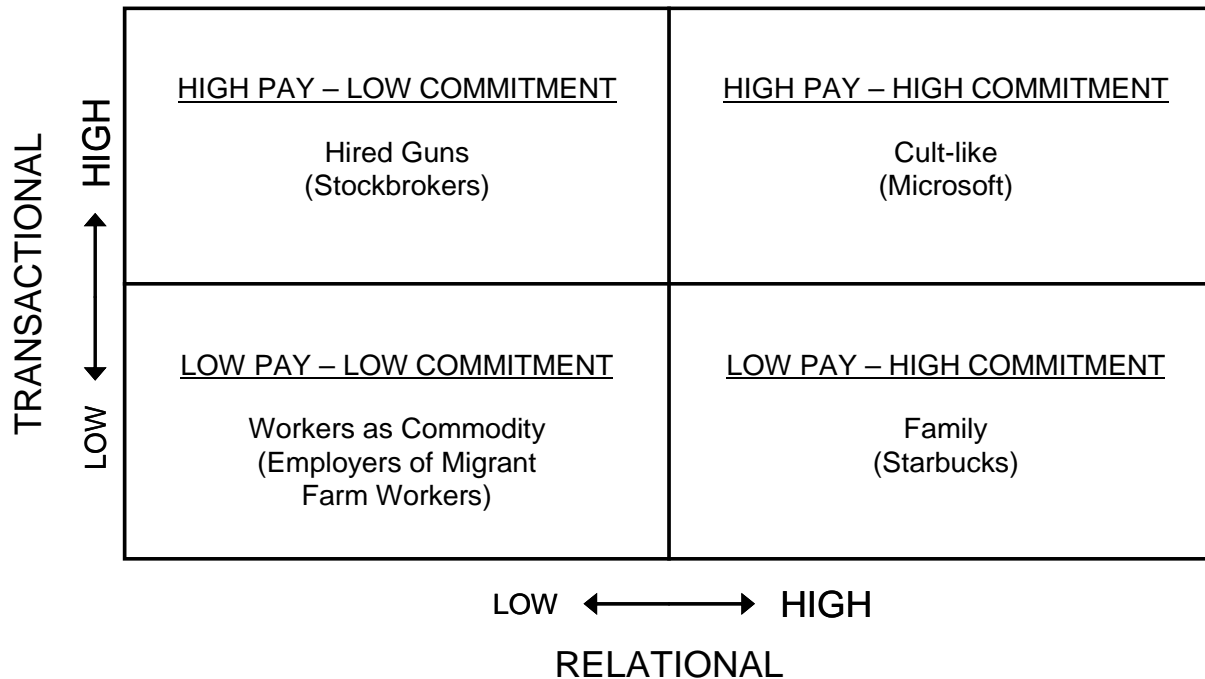 TRANSACTIONAL
HIGH
LOW
HIGH PAY – LOW COMMITMENT
Hired Guns
(Stockbrokers)
HIGH PAY – HIGH COMMITMENT
Cult-like
(Microsoft)
LOW PAY – LOW COMMITMENT
Workers as Commodity
(Employers of Migrant
Farm Workers)
LOW PAY – HIGH COMMITMENT
Family
(Starbucks)
LOW
HIGH
RELATIONAL